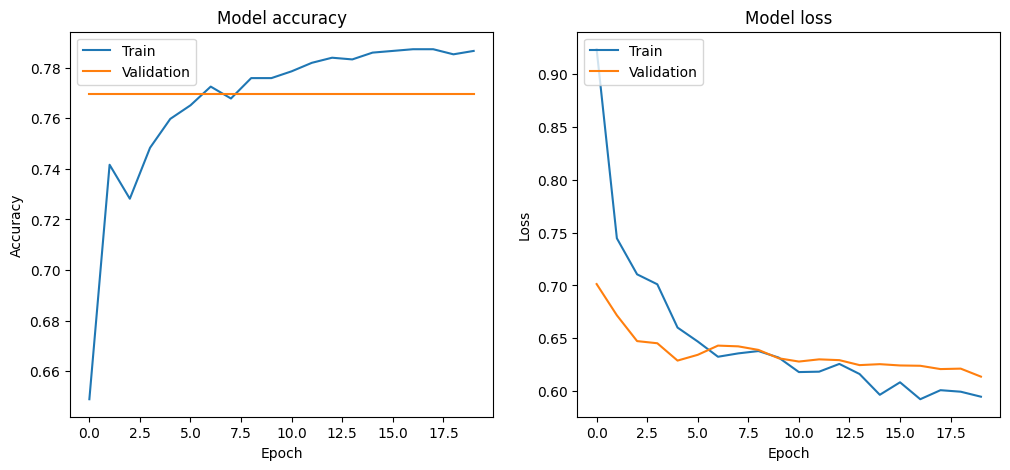 Model accuracy
Train
Validation
0.78
0.76
0.74
0.72
0.70
0.68
0.66
Accuracy
0.0 2.5 5.0 7.5 10.0 12.5 15.0 17.5
Epoch
Model loss
Train
Validation
0.90
0.85
0.80
0.75
0.70
0.65
0.60
Loss
0.0 2.5 5.0 7.5 10.0 12.5 15.0 17.5
Epoch